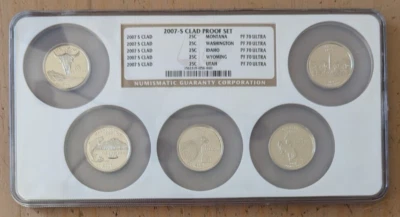 2007-S CLAD PROOF SET
2007 S CLAD 25C MONTANA PF 70 ULTRA
2007 S CLAD 25C WASHINGTON PF 70 ULTRA
2007 S CLAD 25C IDAHO PF 70 ULTRA
2007 S CLAD 25C WYOMING PF 70 ULTRA
2007 S CLAD 25C UTAH PF 70 ULTRA
NUMISMATIC GUARANTY CORPORATION